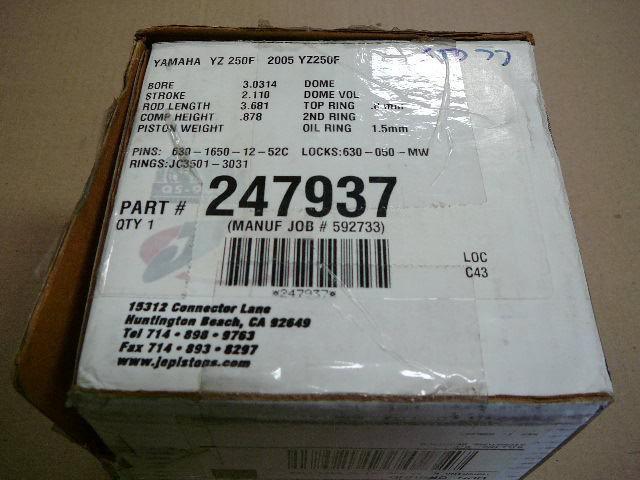 YAMAHA YZ 250F 2005 YZ250F
BORE 3.0314 DOME
STROKE 2.110 DOME VOL
ROD LENGTH 3.681 TOP RING .8mm
COMP HEIGHT .878 2ND RING
PISTON WEIGHT OIL RING 1.5mm
PINS: 630-1650-12-52C LOCKS:630-050-MW
RINGS:JC3501-3031
PART # 247937
QTY 1 (MANUF JOB # 592733)
LOC
C43
*247937*
15312 Connector Lane
Huntington Beach, CA 92649
Tel 714 • 898 • 9763
Fax 714 • 893 • 8297
www.jepistons.com